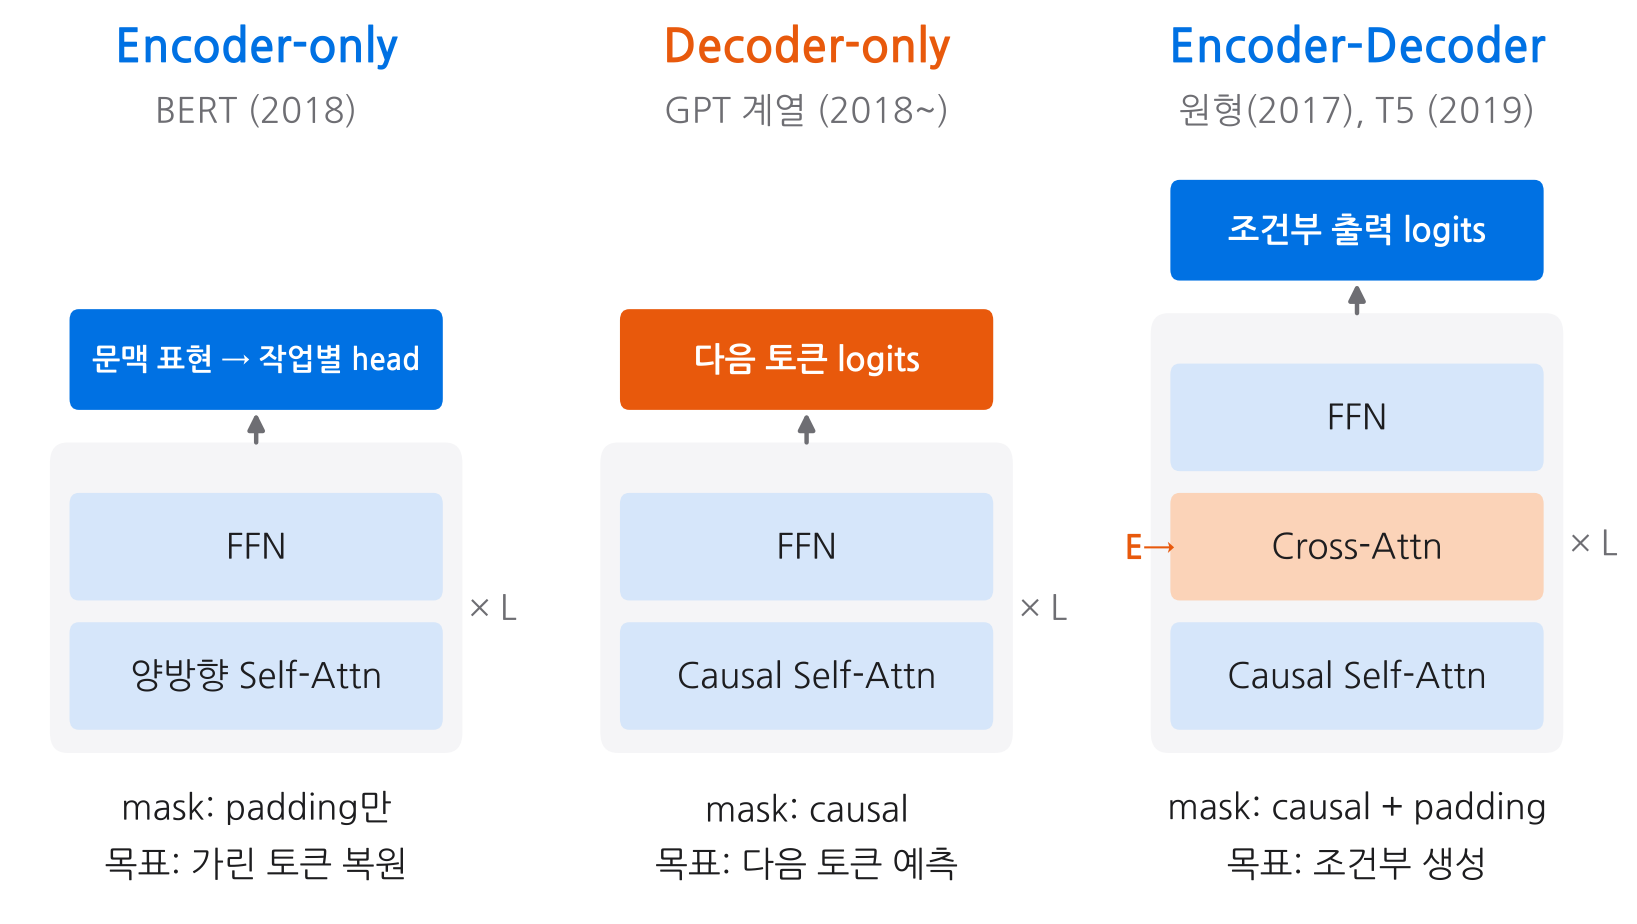 Encoder-only
BERT (2018)
문맥 표현 → 작업별 head
FFN
양방향 Self-Attn
× L
mask: padding만
목표: 가린 토큰 복원
Decoder-only
GPT 계열 (2018~)
다음 토큰 logits
FFN
Causal Self-Attn
× L
mask: causal
목표: 다음 토큰 예측
Encoder-Decoder
원형(2017), T5 (2019)
조건부 출력 logits
FFN
E→
Cross-Attn
× L
Causal Self-Attn
mask: causal + padding
목표: 조건부 생성